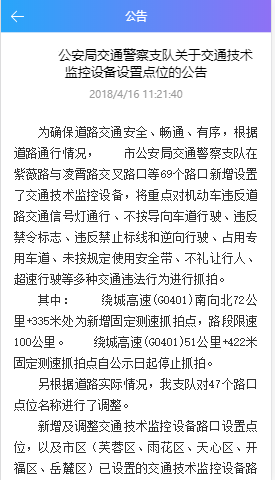 公告
公安局交通警察支队关于交通技术
监控设备设置点位的公告
2018/4/16 11:21:40
为确保道路交通安全、畅通、有序，根据
道路通行情况， 市公安局交通警察支队在
紫薇路与凌霄路交叉路口等69个路口新增设置
了交通技术监控设备，将重点对机动车违反道
路交通信号灯通行、不按导向车道行驶、违反
禁令标志、违反禁止标线和逆向行驶、占用专
用车道、未按规定使用安全带、不礼让行人、
超速行驶等多种交通违法行为进行抓拍。
其中： 绕城高速(G0401)南向北72公
里+335米处为新增固定测速抓拍点，路段限速
100公里。 绕城高速(G0401)51公里+422米
固定测速抓拍点自公示日起停止抓拍。
另根据道路实际情况，我支队对47个路口
点位名称进行了调整。
新增及调整交通技术监控设备路口设置点
位，以及市区（芙蓉区、雨花区、天心区、开
福区、岳麓区）已设置的交通技术监控设备路